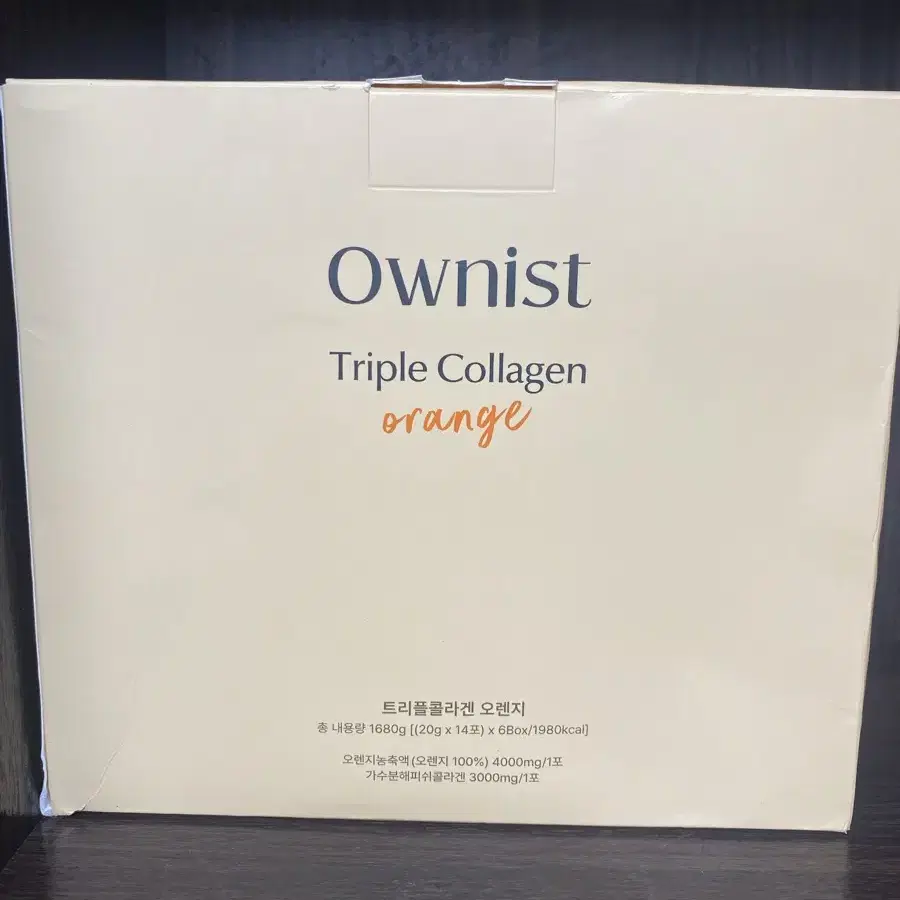 Ownist
Triple Collagen
orange
트리플콜라겐 오렌지
총 내용량 1680g [(20g x 14포) x 6Box/1980kcal]
오렌지농축액(오렌지 100%) 4000mg/1포
가수분해피쉬콜라겐 3000mg/1포